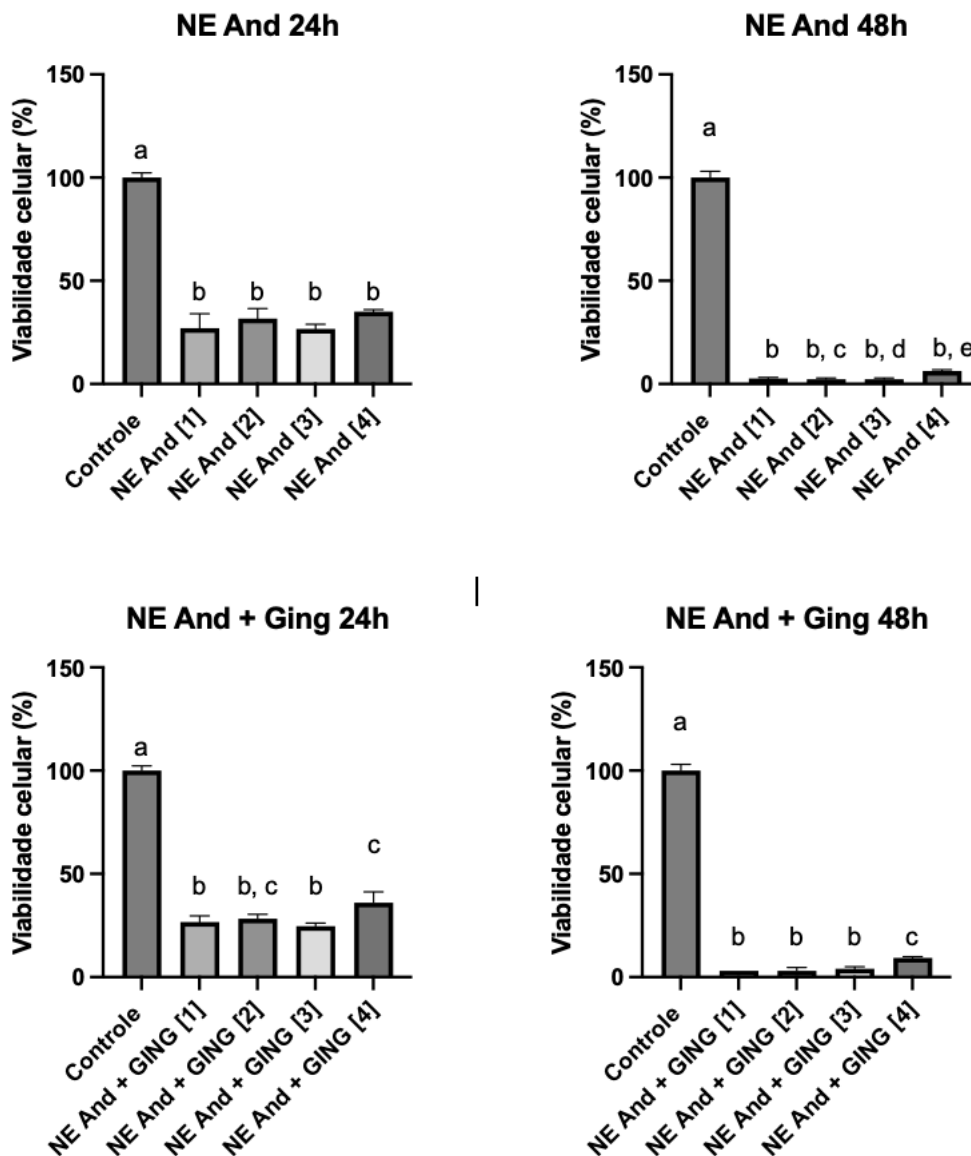 NE And 24h
Viabilidade celular (%)
150
100
50
0
a
b
b
b
b
Controle
NE And [1]
NE And [2]
NE And [3]
NE And [4]
NE And 48h
Viabilidade celular (%)
150
100
50
0
a
b
b, c
b, d
b, e
Controle
NE And [1]
NE And [2]
NE And [3]
NE And [4]
NE And + Ging 24h
Viabilidade celular (%)
150
100
50
0
a
b
b, c
b
c
Controle
NE And + GING [1]
NE And + GING [2]
NE And + GING [3]
NE And + GING [4]
NE And + Ging 48h
Viabilidade celular (%)
150
100
50
0
a
b
b
b
c
Controle
NE And + GING [1]
NE And + GING [2]
NE And + GING [3]
NE And + GING [4]